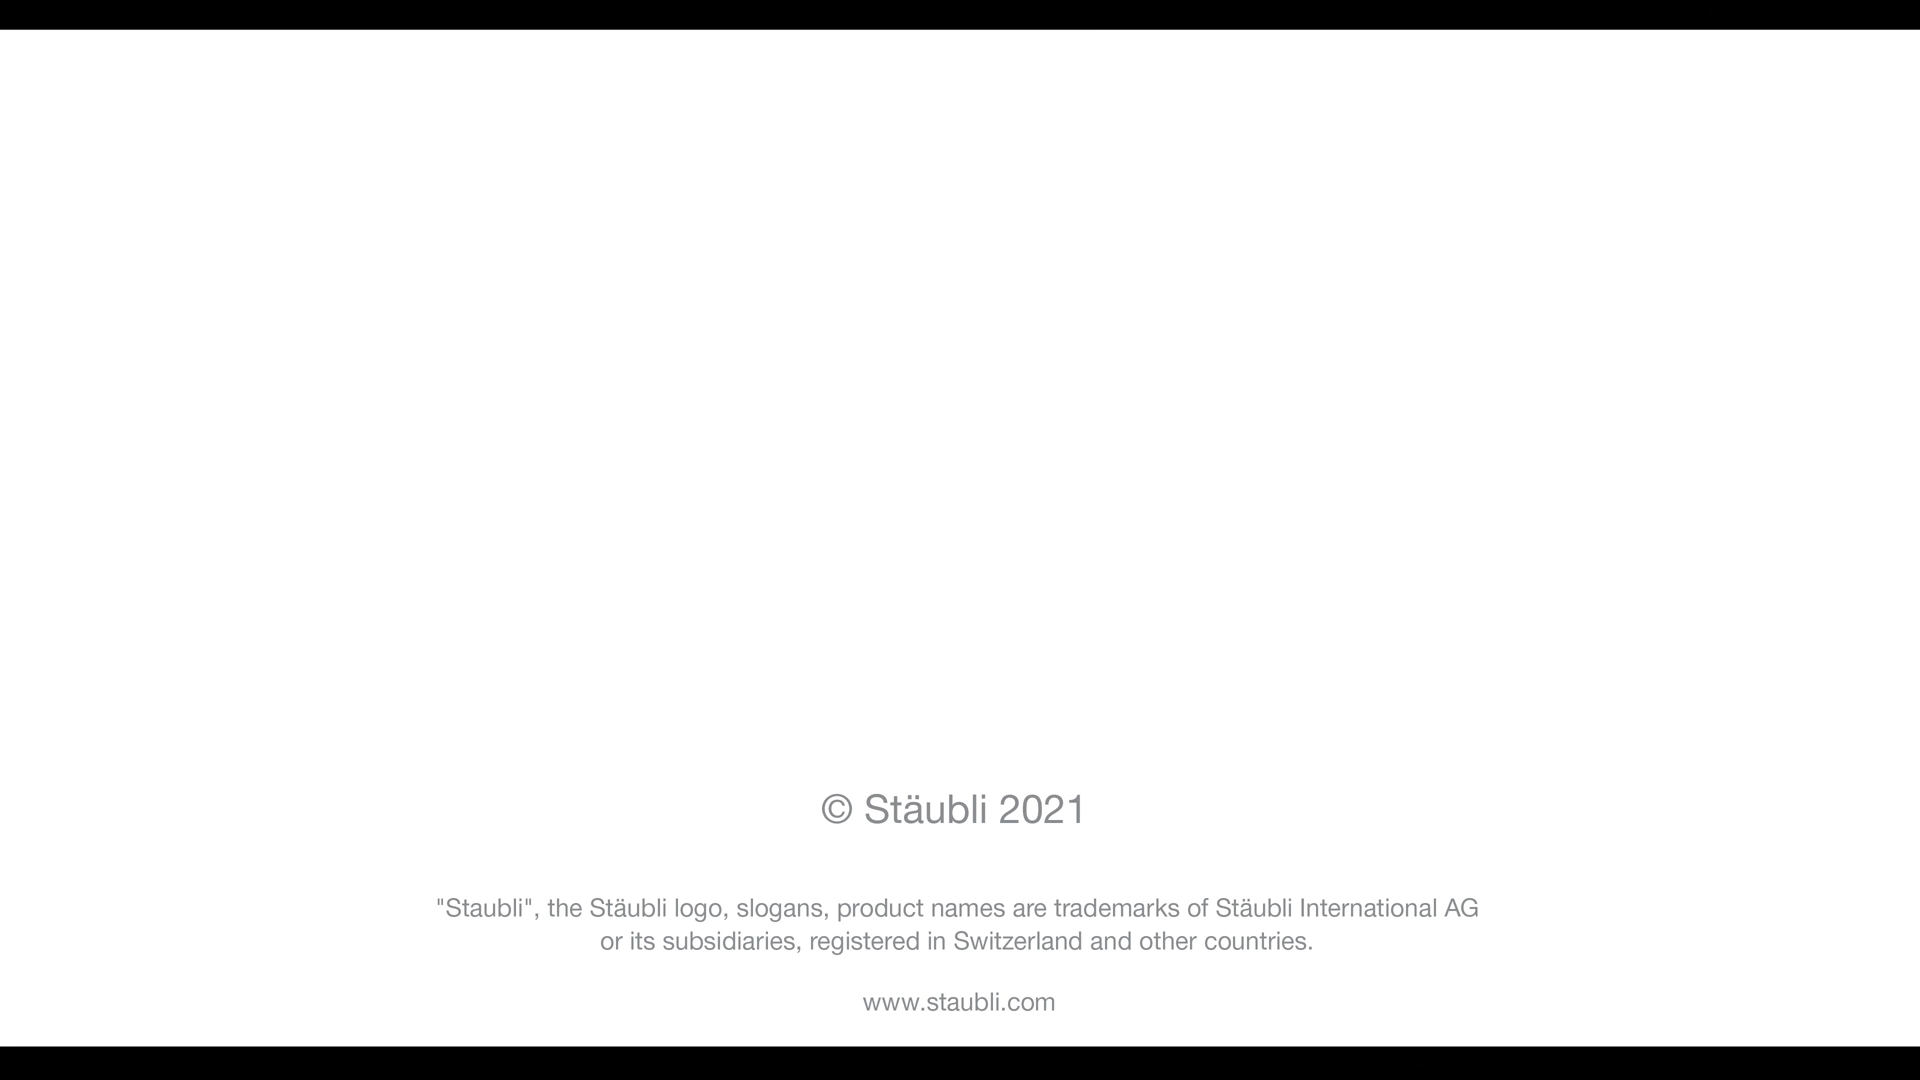 © Stäubli 2021
"Staubli", the Stäubli logo, slogans, product names are trademarks of Stäubli International AG
or its subsidiaries, registered in Switzerland and other countries.
www.staubli.com